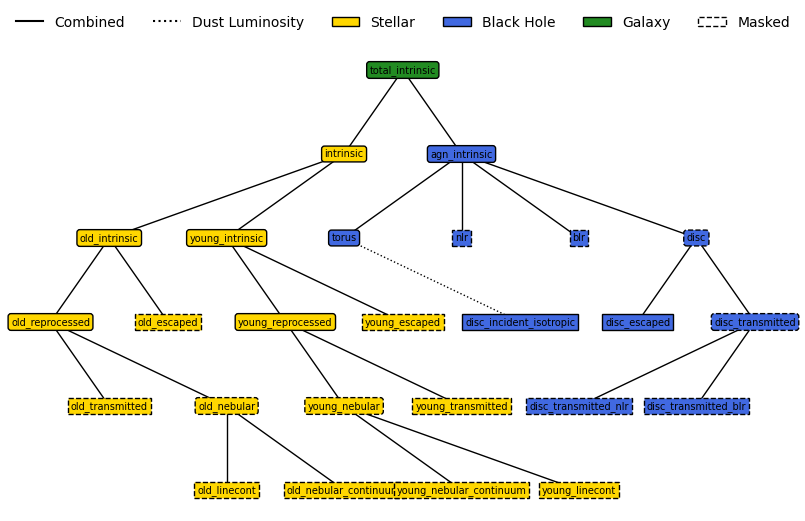 Combined Dust Luminosity Stellar Black Hole Galaxy Masked
total_intrinsic
intrinsic agn_intrinsic
old_intrinsic young_intrinsic torus nlr blr disc
old_reprocessed old_escaped young_reprocessed young_escaped disc_incident_isotropic disc_escaped disc_transmitted
old_transmitted old_nebular young_nebular young_transmitted disc_transmitted_nlr disc_transmitted_blr
old_linecont old_nebular_continuum young_nebular_continuum young_linecont